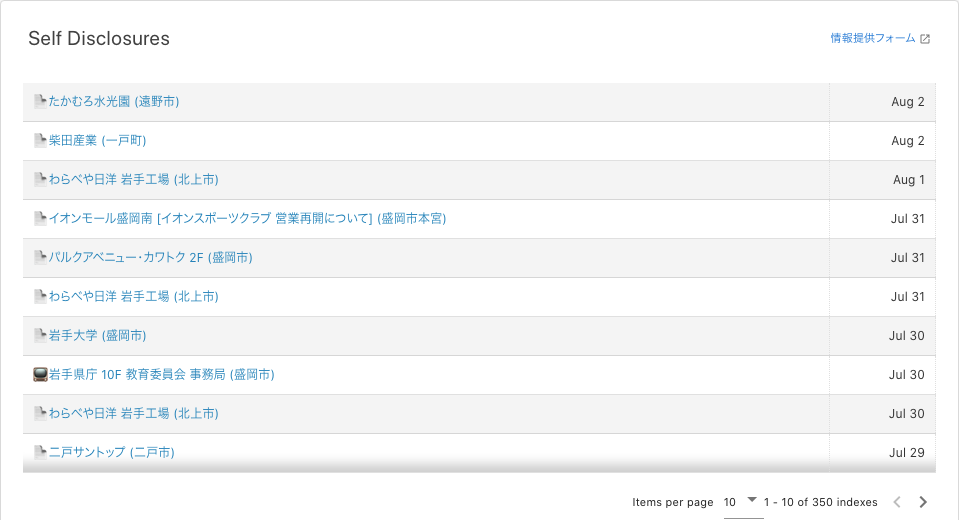 Self Disclosures
情報提供フォーム
たかむろ水光園 (遠野市) Aug 2
柴田産業 (一戸町) Aug 2
わらべや日洋 岩手工場 (北上市) Aug 1
イオンモール盛岡南 [イオンスポーツクラブ 営業再開について] (盛岡市本宮) Jul 31
パルクアベニュー・カワトク 2F (盛岡市) Jul 31
わらべや日洋 岩手工場 (北上市) Jul 31
岩手大学 (盛岡市) Jul 30
岩手県庁 10F 教育委員会 事務局 (盛岡市) Jul 30
わらべや日洋 岩手工場 (北上市) Jul 30
二戸サントップ (二戸市) Jul 29
Items per page 10 1 - 10 of 350 indexes